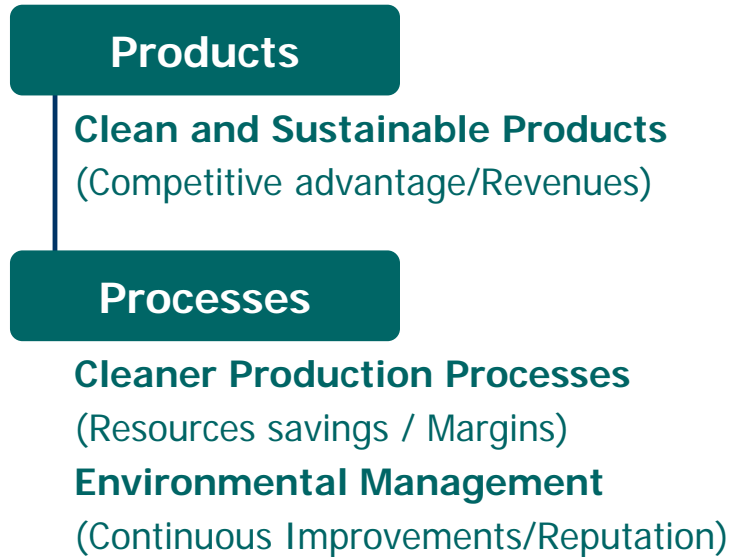 Products
Clean and Sustainable Products
(Competitive advantage/Revenues)
Processes
Cleaner Production Processes
(Resources savings / Margins)
Environmental Management
(Continuous Improvements/Reputation)